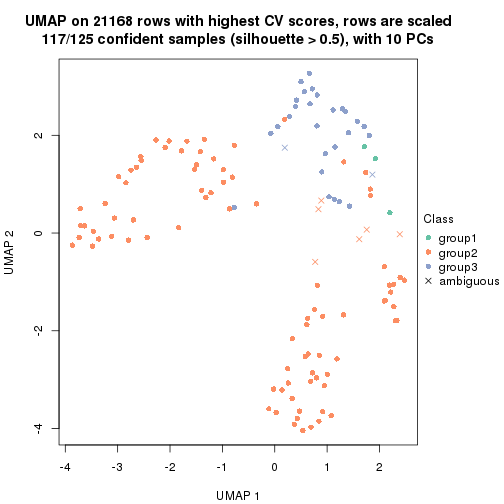 UMAP on 21168 rows with highest CV scores, rows are scaled
117/125 confident samples (silhouette > 0.5), with 10 PCs
UMAP 2
2
0
-2
-4
-4
-3
-2
-1
0
1
2
UMAP 1
Class
group1
group2
group3
ambiguous